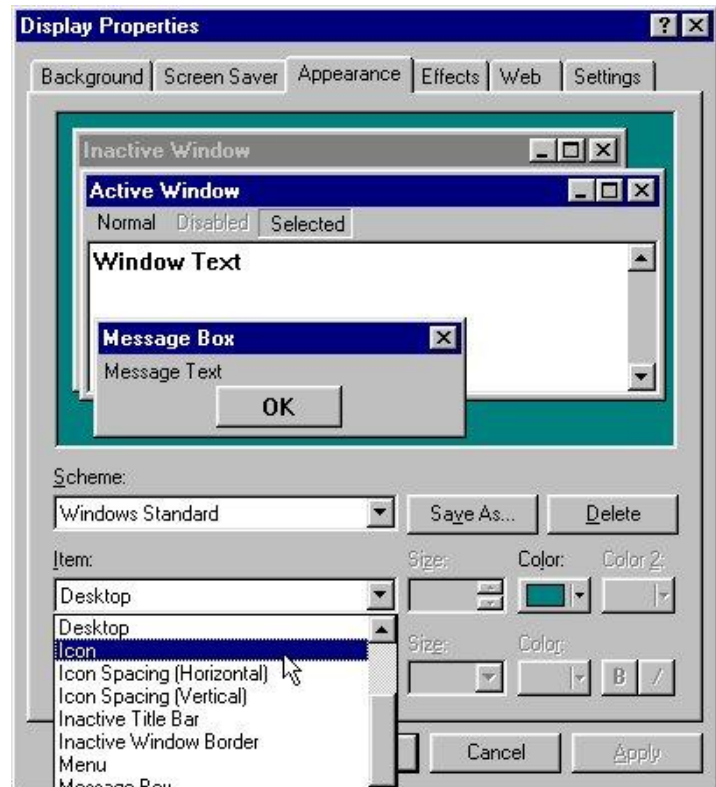 Display Properties
Background Screen Saver Appearance Effects Web Settings
Inactive Window
Active Window
Normal Disabled Selected
Window Text
Message Box
Message Text
OK
Scheme:
Windows Standard Save As... Delete
Item: Size: Color: Color 2:
Desktop
Desktop
Icon Size: Color:
Icon Spacing (Horizontal)
Icon Spacing (Vertical) B /
Inactive Title Bar
Inactive Window Border
Menu Cancel Apply
Message Box